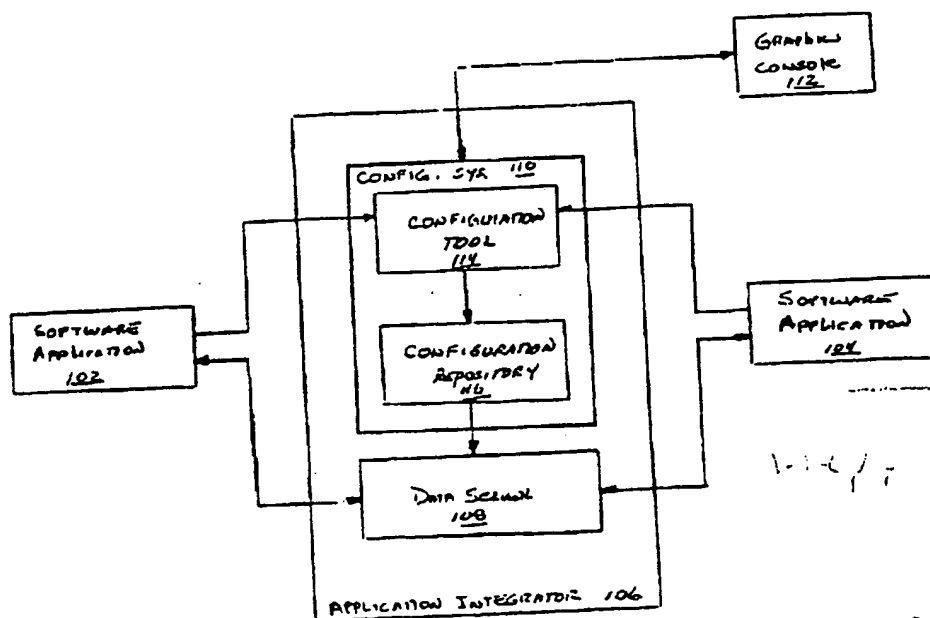 GRAPHICS
CONSOLE
112
CONFIG. SYS 110
CONFIGURATION
TOOL
114
SOFTWARE
APPLICATION
102
CONFIGURATION
REPOSITORY
116
SOFTWARE
APPLICATION
104
DATA
108
APPLICATION INTEGRATOR 106